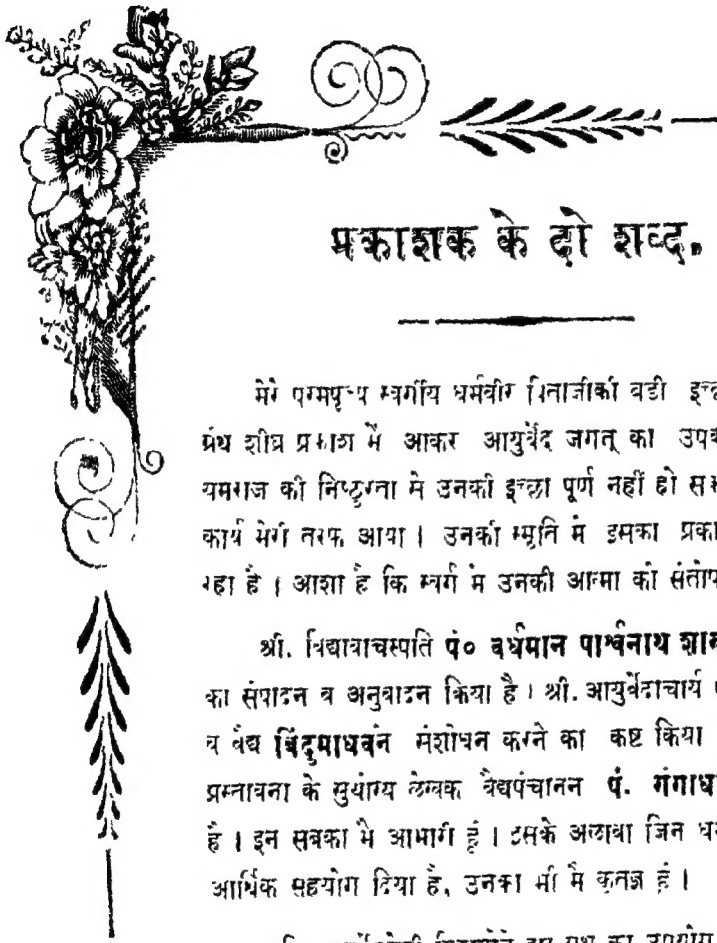 प्रकाशक के दो शब्द.
मेरे परमपूज्य स्वर्गीय धर्मवीर पिताजीकी बडी इच्छ
ग्रंथ शीघ्र प्रकाश में आकर आयुर्वेद जगत् का उपक
यमराज की निष्ठुरता से उनकी इच्छा पूर्ण नहीं हो सक
कार्य मेरी तरफ आया। उनकी स्मृति में इसका प्रका
रहा है। आशा है कि स्वर्ग में उनकी आत्मा को संतोष
श्री. विद्यावाचस्पति पं० वर्धमान पार्श्वनाथ शास
का संपादन व अनुवादन किया है। श्री. आयुर्वेदाचार्य
व वैद्य बिंदुमाधवने संशोधन करने का कष्ट किया
प्रस्तावना के सुयोग्य लेखक वैद्यपंचानन पं. गंगाध
है। इन सबका मै आभारी हूं। इसके अलावा जिन ध
आर्थिक सहयोग दिया है, उनका भी मै कृतज्ञ हूं।
इस ग्रंथ का उपयोग